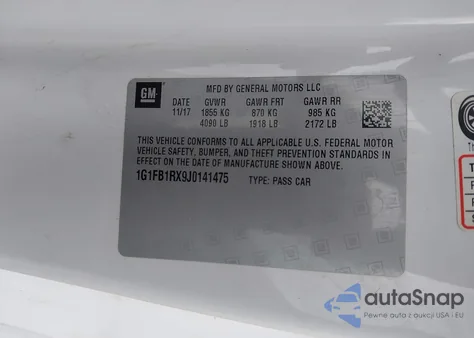 GM
MFD BY GENERAL MOTORS LLC
DATE GVWR GAWR FRT GAWR RR
11/17 1855 KG 870 KG 985 KG
4090 LB 1918 LB 2172 LB
THIS VEHICLE CONFORMS TO ALL APPLICABLE U.S. FEDERAL MOTOR
VEHICLE SAFETY, BUMPER, AND THEFT PREVENTION STANDARDS IN
EFFECT ON THE DATE OF MANUFACTURE SHOWN ABOVE.
1G1FB1RX9J0141475 TYPE: PASS CAR
autoSnap
Pewne auta z aukcji USA i EU